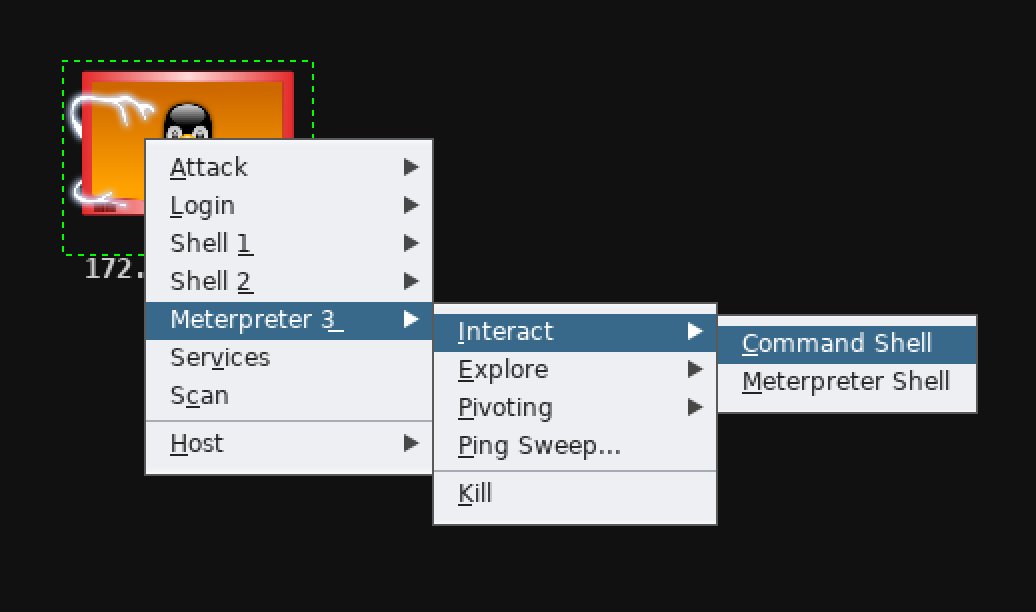 Attack
Login
Shell 1
Shell 2
Meterpreter 3
Services
Scan
Host
172.
Interact
Explore
Pivoting
Ping Sweep...
Kill
Command Shell
Meterpreter Shell